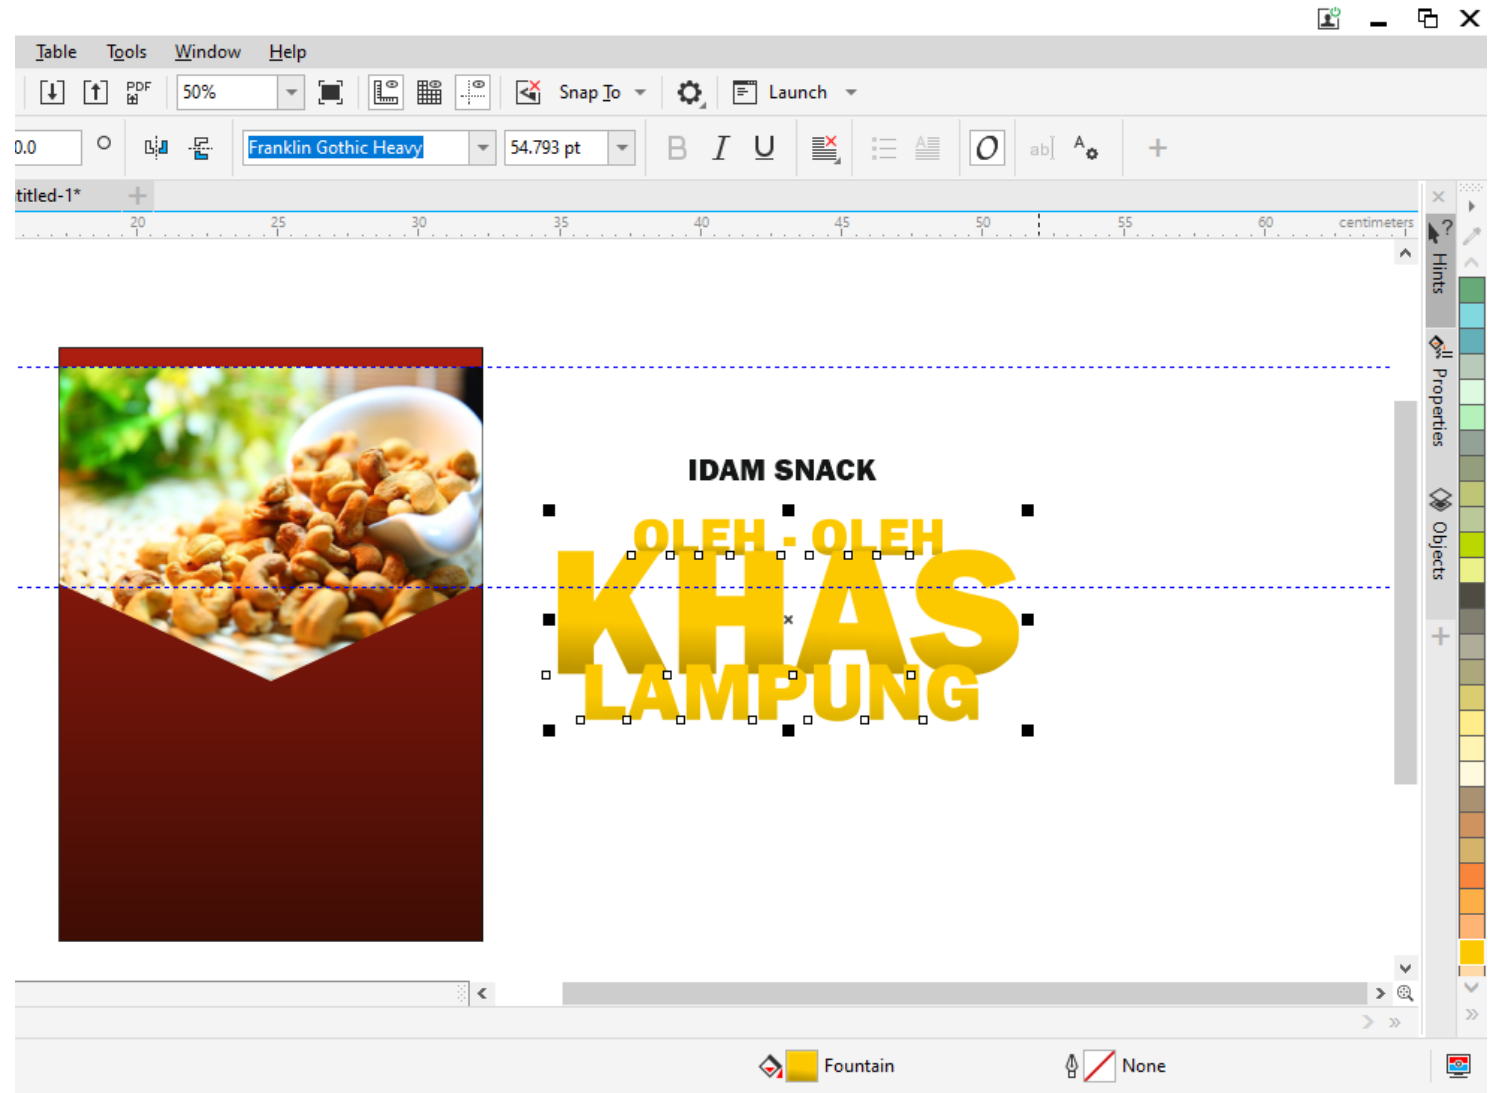 Table Tools Window Help
PDF 50% Snap To Launch
0.0 Franklin Gothic Heavy 54.793 pt B I U A O ab A
titled-1*
20 25 30 35 40 45 50 55 60 centimeters
Hints
Properties
Objects
IDAM SNACK
OLEH - OLEH
KHAS
LAMPUNG
Fountain None